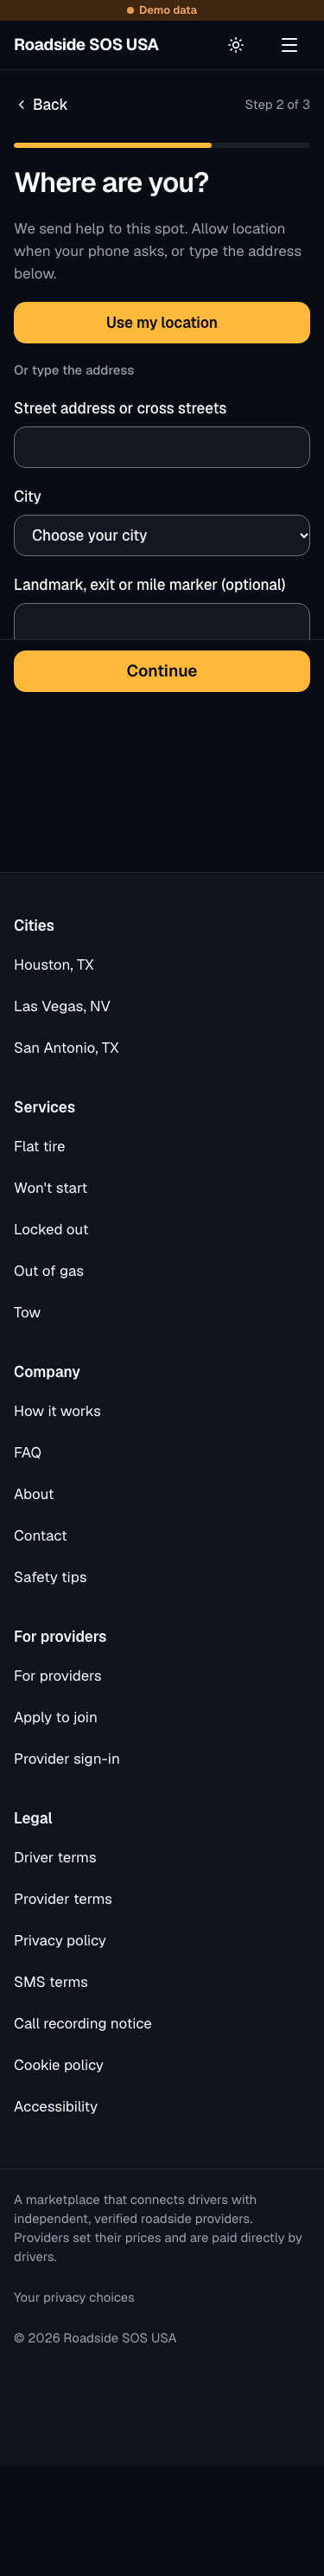 Demo data
Roadside SOS USA
Back
Step 2 of 3
Where are you?
We send help to this spot. Allow location
when your phone asks, or type the address
below.
Use my location
Or type the address
Street address or cross streets
City
Choose your city
Landmark, exit or mile marker (optional)
Continue
Cities
Houston, TX
Las Vegas, NV
San Antonio, TX
Services
Flat tire
Won't start
Locked out
Out of gas
Tow
Company
How it works
FAQ
About
Contact
Safety tips
For providers
For providers
Apply to join
Provider sign-in
Legal
Driver terms
Provider terms
Privacy policy
SMS terms
Call recording notice
Cookie policy
Accessibility
A marketplace that connects drivers with
independent, verified roadside providers.
Providers set their prices and are paid directly by
drivers.
Your privacy choices
© 2026 Roadside SOS USA